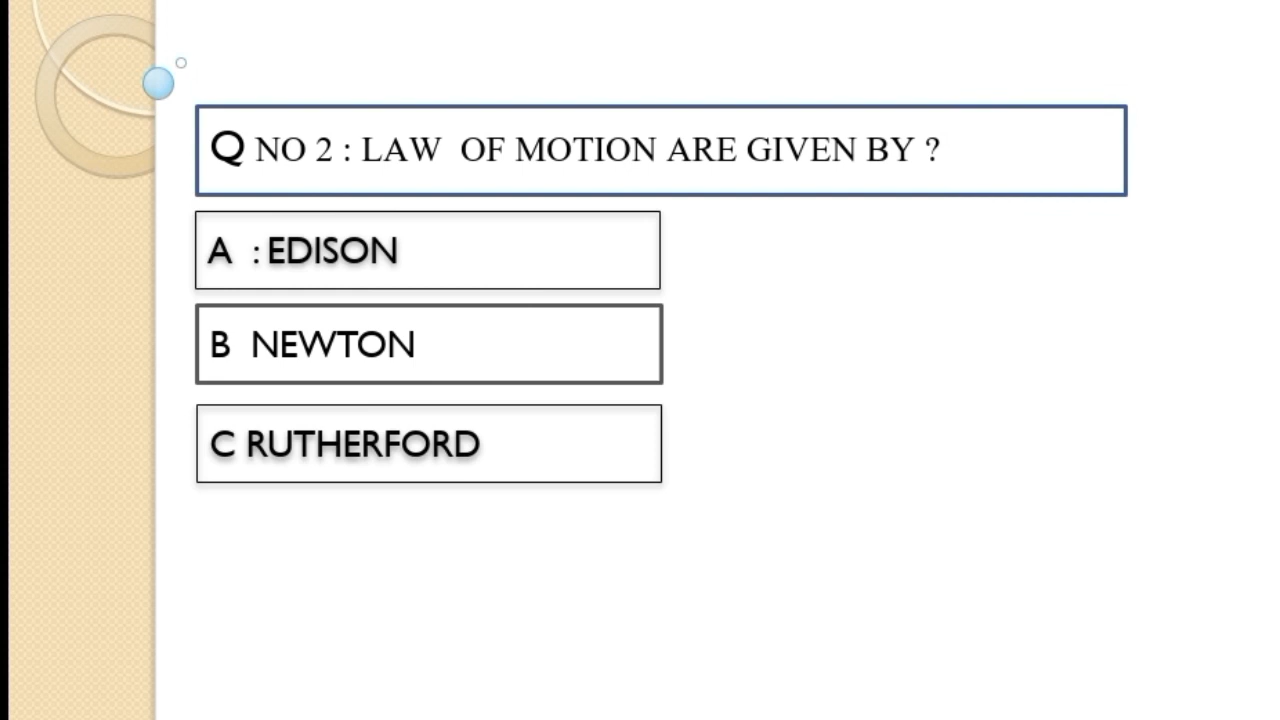 Q NO 2 : LAW OF MOTION ARE GIVEN BY ?
A : EDISON
B NEWTON
C RUTHERFORD